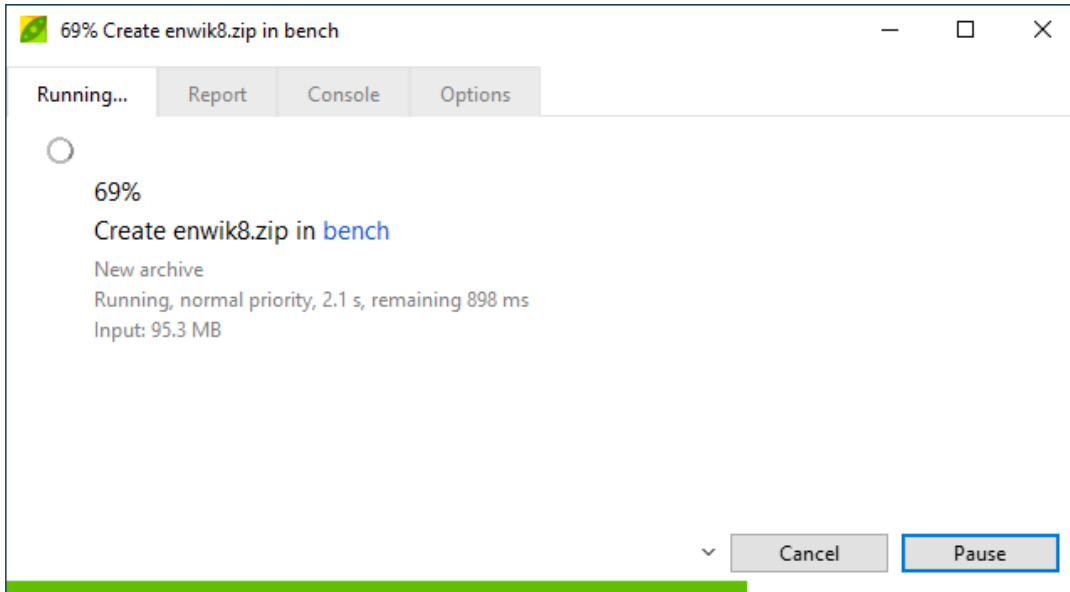 69% Create enwik8.zip in bench
Running... Report Console Options
69%
Create enwik8.zip in bench
New archive
Running, normal priority, 2.1 s, remaining 898 ms
Input: 95.3 MB
Cancel Pause